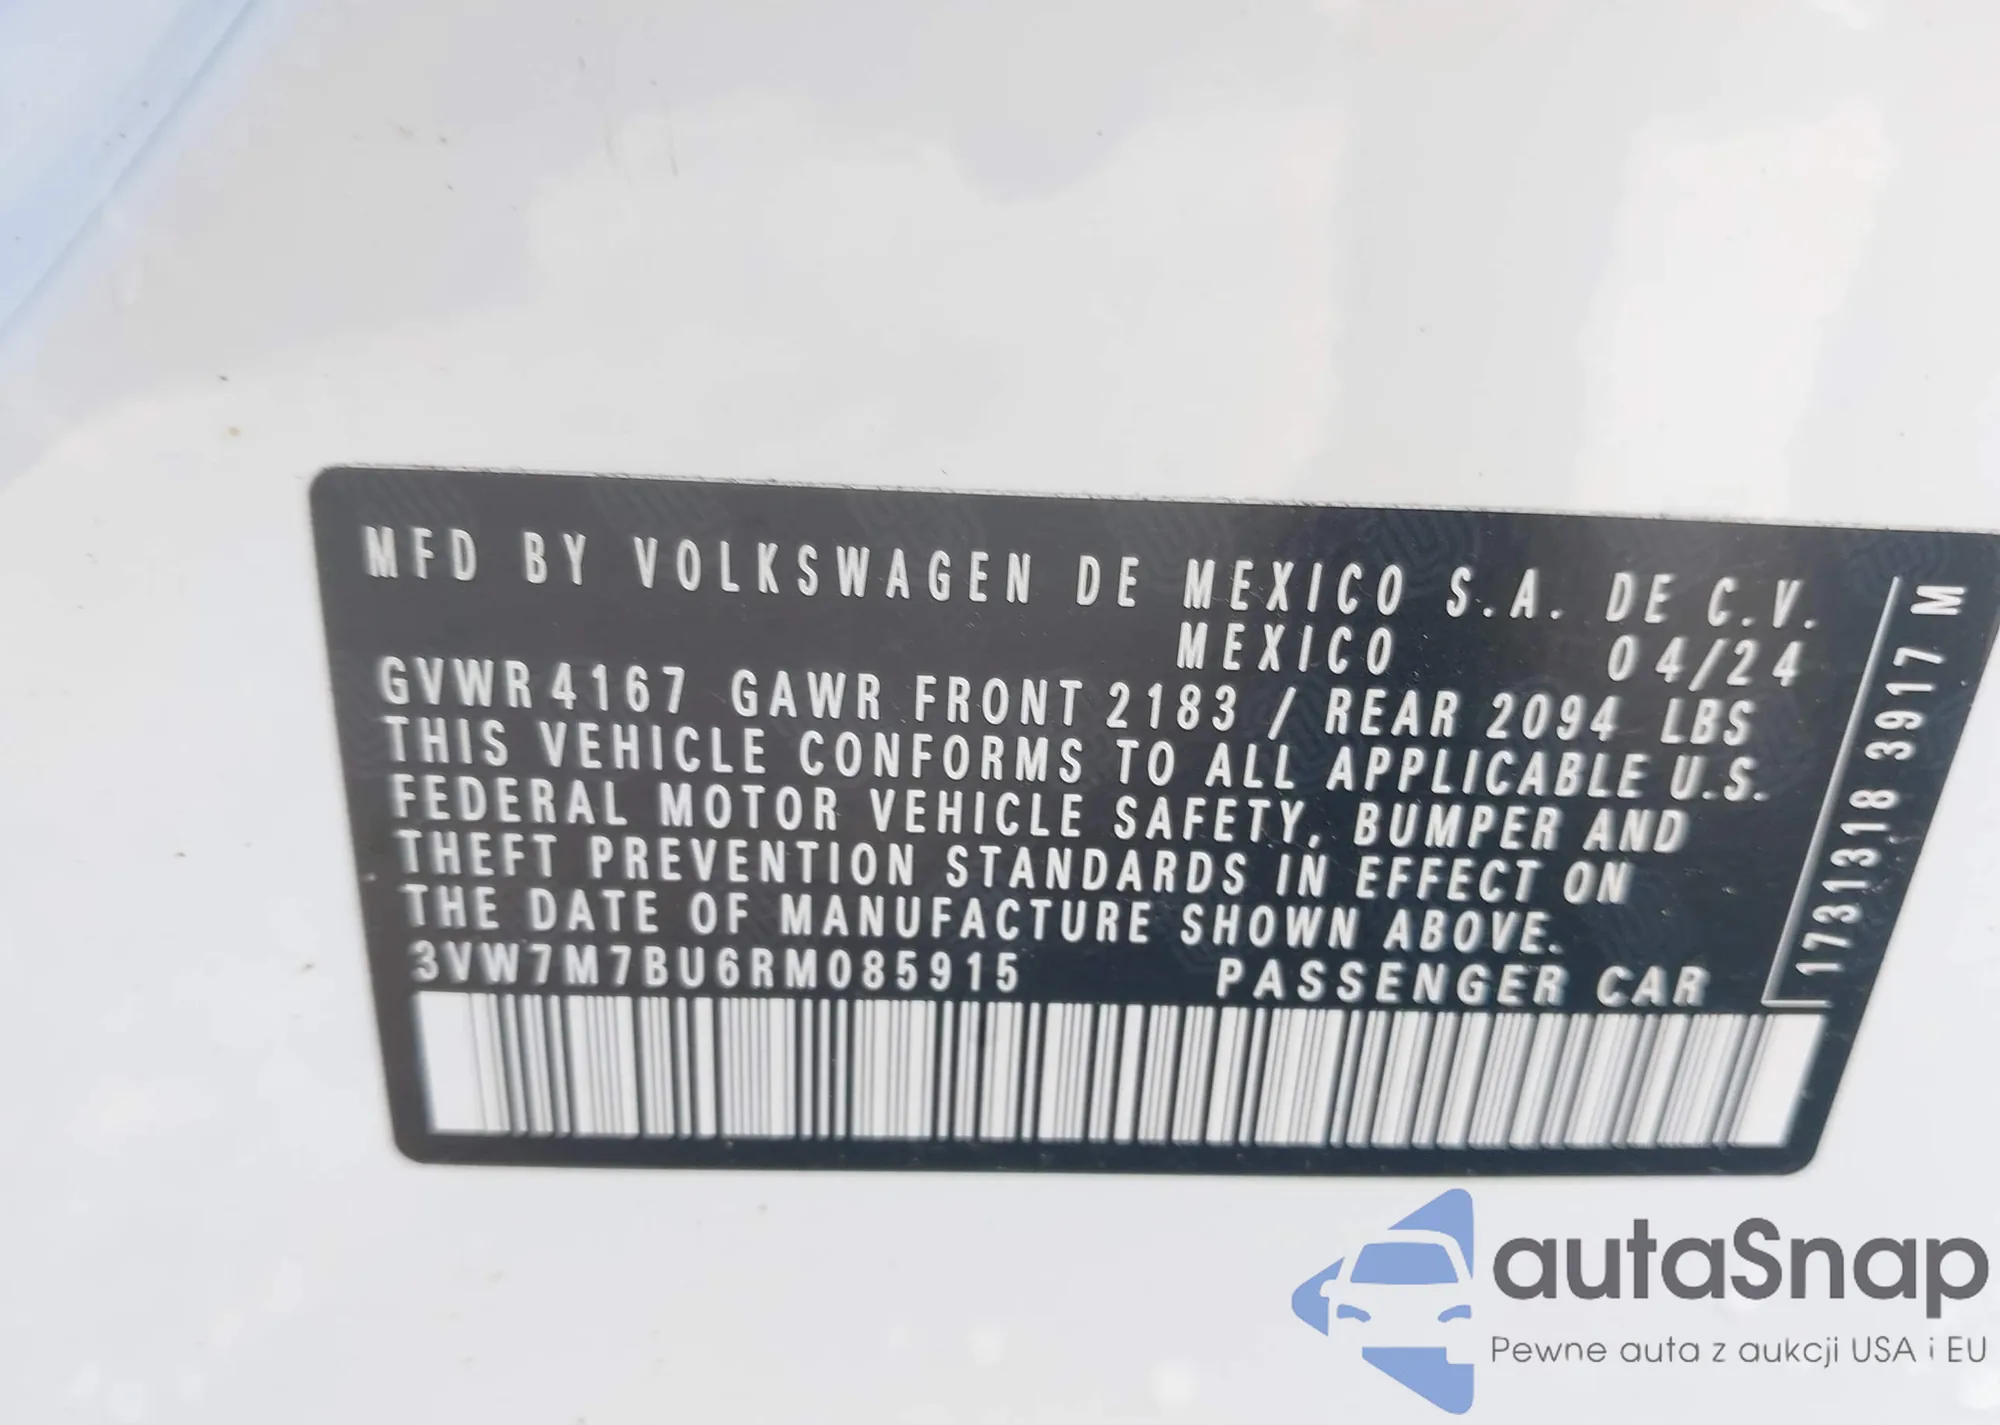 MFD BY VOLKSWAGEN DE MEXICO S.A. DE C.V.
MEXICO 04/24
GVWR 4167 GAWR FRONT 2183 / REAR 2094 LBS
THIS VEHICLE CONFORMS TO ALL APPLICABLE U.S.
FEDERAL MOTOR VEHICLE SAFETY, BUMPER AND
THEFT PREVENTION STANDARDS IN EFFECT ON
THE DATE OF MANUFACTURE SHOWN ABOVE.
3VW7M7BU6RM085915 PASSENGER CAR
1731318 3917 M
autaSnap
Pewne auta z aukcji USA i EU